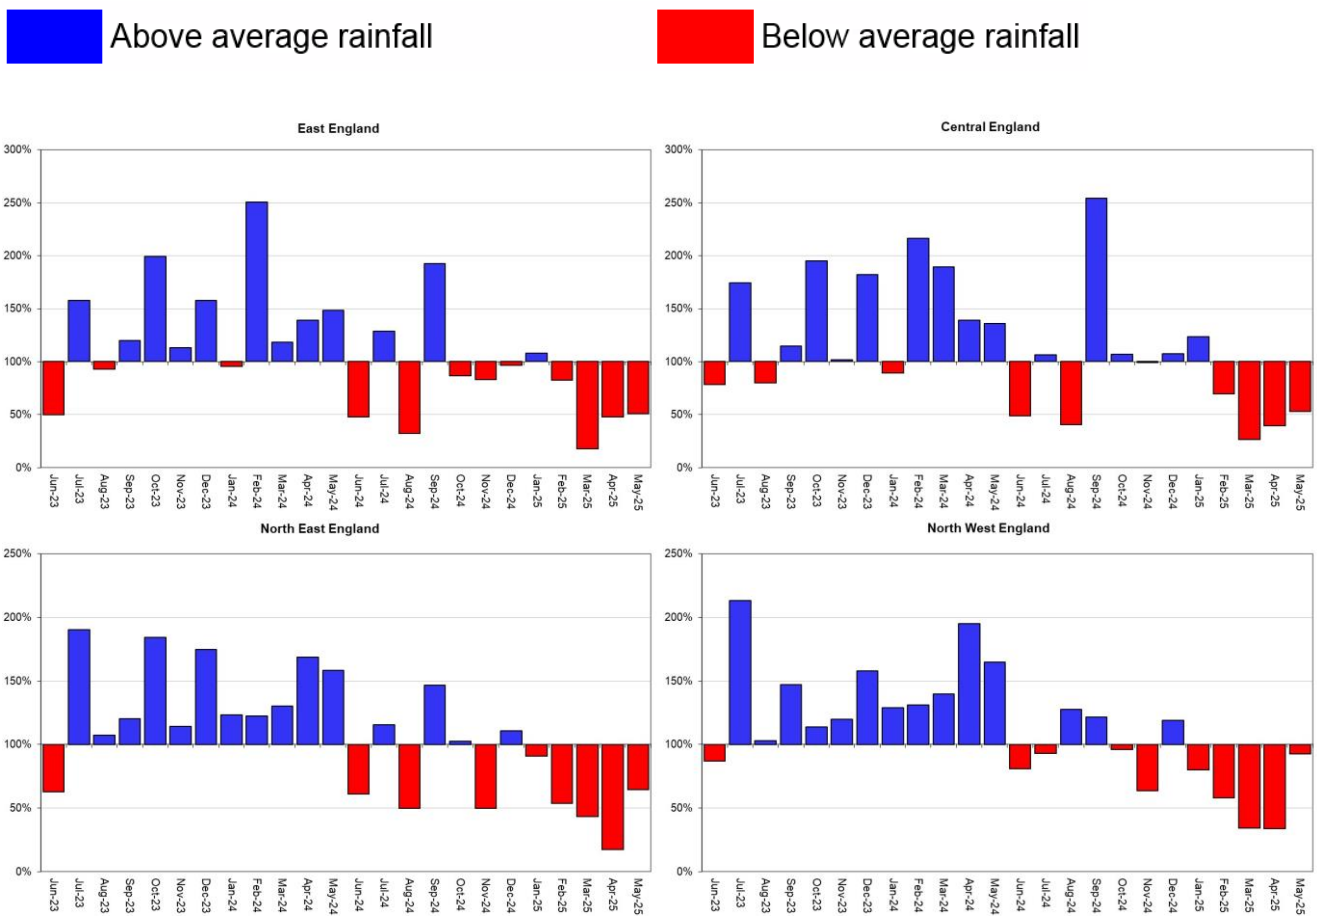 Above average rainfall
Below average rainfall
East England
300%
250%
200%
150%
100%
50%
0%
Jun-23
Jul-23
Aug-23
Sep-23
Oct-23
Nov-23
Dec-23
Jan-24
Feb-24
Mar-24
Apr-24
May-24
Jun-24
Jul-24
Aug-24
Sep-24
Oct-24
Nov-24
Dec-24
Jan-25
Feb-25
Mar-25
Apr-25
May-25
Central England
300%
250%
200%
150%
100%
50%
0%
Jun-23
Jul-23
Aug-23
Sep-23
Oct-23
Nov-23
Dec-23
Jan-24
Feb-24
Mar-24
Apr-24
May-24
Jun-24
Jul-24
Aug-24
Sep-24
Oct-24
Nov-24
Dec-24
Jan-25
Feb-25
Mar-25
Apr-25
May-25
North East England
250%
200%
150%
100%
50%
0%
Jun-23
Jul-23
Aug-23
Sep-23
Oct-23
Nov-23
Dec-23
Jan-24
Feb-24
Mar-24
Apr-24
May-24
Jun-24
Jul-24
Aug-24
Sep-24
Oct-24
Nov-24
Dec-24
Jan-25
Feb-25
Mar-25
Apr-25
May-25
North West England
250%
200%
150%
100%
50%
0%
Jun-23
Jul-23
Aug-23
Sep-23
Oct-23
Nov-23
Dec-23
Jan-24
Feb-24
Mar-24
Apr-24
May-24
Jun-24
Jul-24
Aug-24
Sep-24
Oct-24
Nov-24
Dec-24
Jan-25
Feb-25
Mar-25
Apr-25
May-25